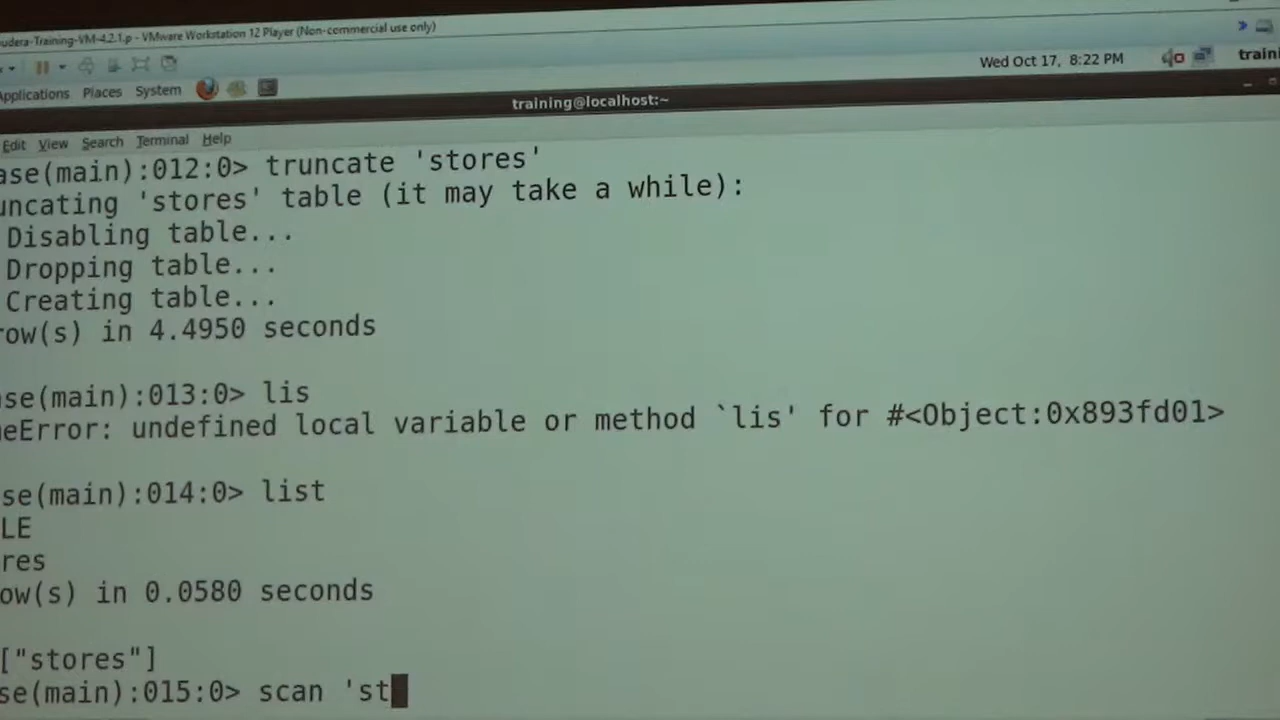 oudera-Training-VM-4.2.1.p - VMware Workstation 12 Player (Non-commercial use only)
Wed Oct 17, 8:22 PM traini
Applications Places System
training@localhost:~
Edit View Search Terminal Help
ase(main):012:0> truncate 'stores'
uncating 'stores' table (it may take a while):
Disabling table...
Dropping table...
Creating table...
row(s) in 4.4950 seconds
ase(main):013:0> lis
meError: undefined local variable or method `lis' for #<Object:0x893fd01>
se(main):014:0> list
LE
res
ow(s) in 0.0580 seconds
["stores"]
se(main):015:0> scan 'st